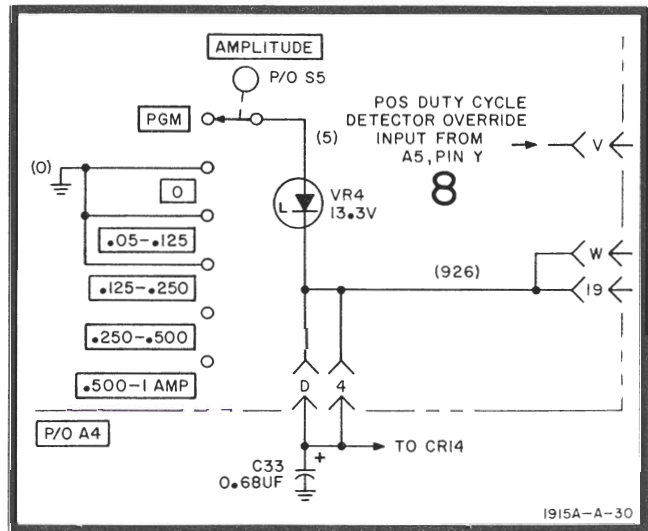 AMPLITUDE
P/O S5
PGM
(5)
POS DUTY CYCLE
DETECTOR OVERRIDE
INPUT FROM
A5, PIN Y
8
V
(0)
0
L
VR4
13.3V
.05-.125
W
(926)
19
.125-.250
.250-.500
.500-1 AMP
D
4
P/O A4
+
TO CR14
C33
0.68UF
1915A-A-30